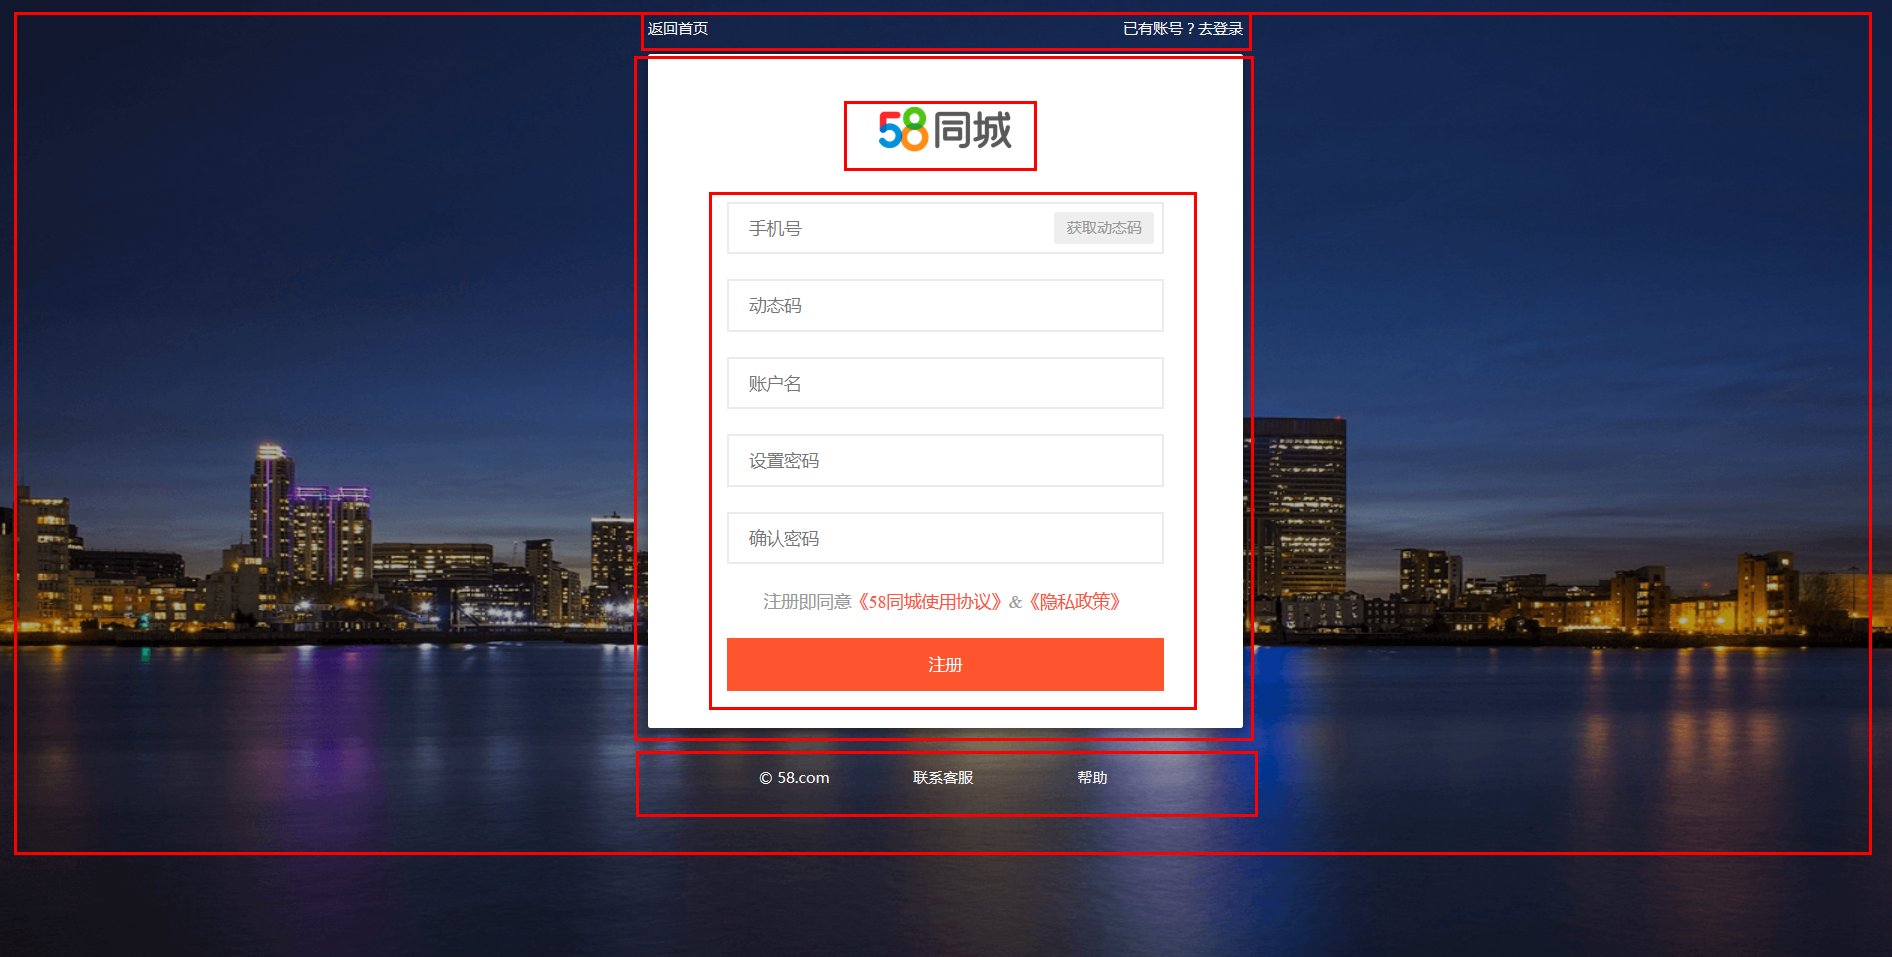 返回首页
已有账号？去登录
58同城
手机号
获取动态码
动态码
账户名
设置密码
确认密码
注册即同意《58同城使用协议》&《隐私政策》
注册
© 58.com
联系客服
帮助